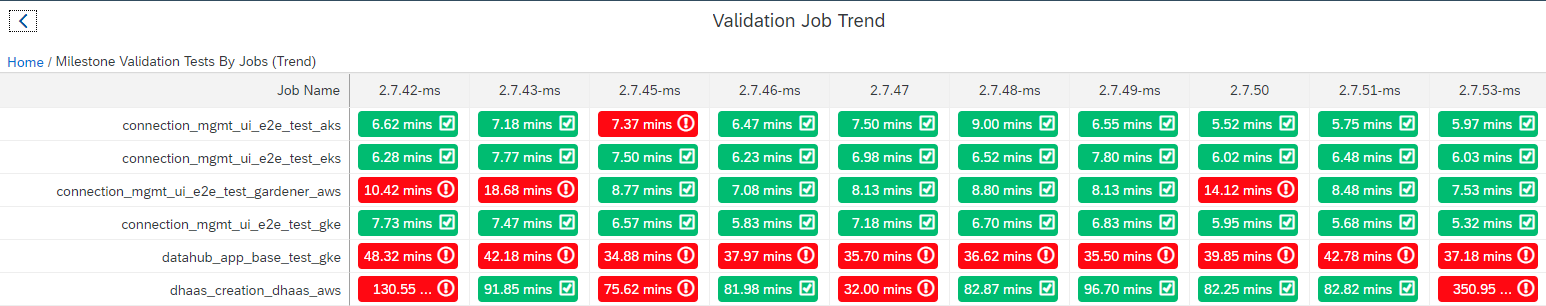 Validation Job Trend
Home / Milestone Validation Tests By Jobs (Trend)
Job Name 2.7.42-ms 2.7.43-ms 2.7.45-ms 2.7.46-ms 2.7.47 2.7.48-ms 2.7.49-ms 2.7.50 2.7.51-ms 2.7.53-ms
connection_mgmt_ui_e2e_test_aks 6.62 mins 7.18 mins 7.37 mins 6.47 mins 7.50 mins 9.00 mins 6.55 mins 5.52 mins 5.75 mins 5.97 mins
connection_mgmt_ui_e2e_test_eks 6.28 mins 7.77 mins 7.50 mins 6.23 mins 6.98 mins 6.52 mins 7.80 mins 6.02 mins 6.48 mins 6.03 mins
connection_mgmt_ui_e2e_test_gardener_aws 10.42 mins 18.68 mins 8.77 mins 7.08 mins 8.13 mins 8.80 mins 8.13 mins 14.12 mins 8.48 mins 7.53 mins
connection_mgmt_ui_e2e_test_gke 7.73 mins 7.47 mins 6.57 mins 5.83 mins 7.18 mins 6.70 mins 6.83 mins 5.95 mins 5.68 mins 5.32 mins
datahub_app_base_test_gke 48.32 mins 42.18 mins 34.88 mins 37.97 mins 35.70 mins 36.62 mins 35.50 mins 39.85 mins 42.78 mins 37.18 mins
dhaas_creation_dhaas_aws 130.55 ... 91.85 mins 75.62 mins 81.98 mins 32.00 mins 82.87 mins 96.70 mins 82.25 mins 82.82 mins 350.95 ...